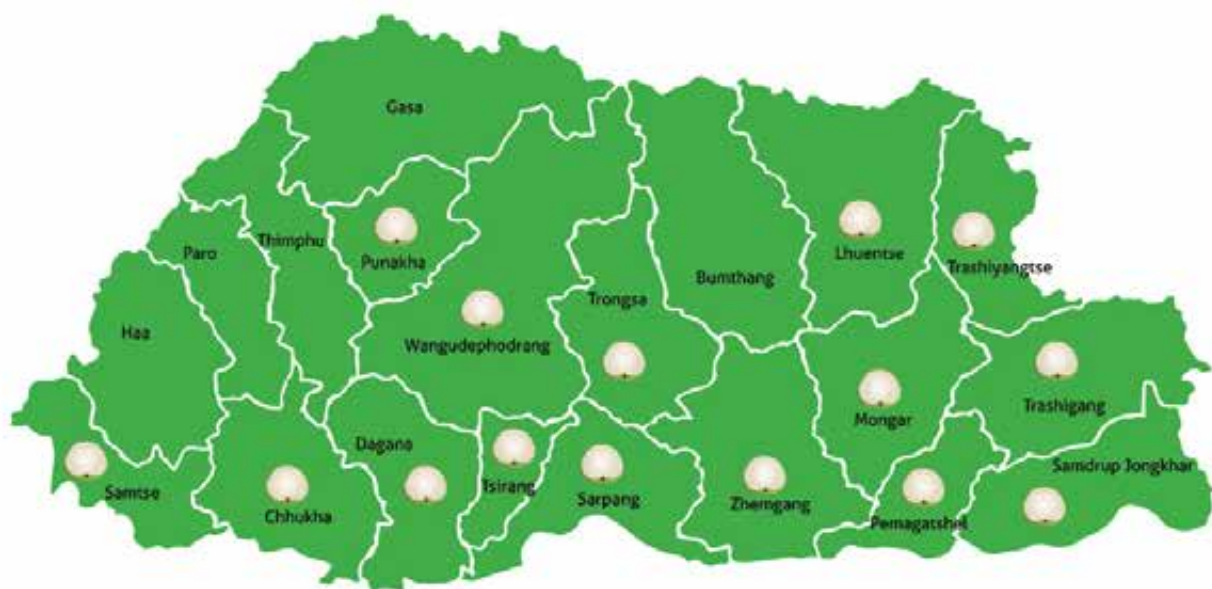 Gasa
Thimphu
Paro
Punakha
Haa
Wangudephodrang
Trongsa
Bumthang
Lhuentse
Trashiyangtse
Mongar
Trashigang
Samtse
Chhukha
Dagana
Tsirang
Sarpang
Zhemgang
Pemagatshel
Samdrup Jongkhar